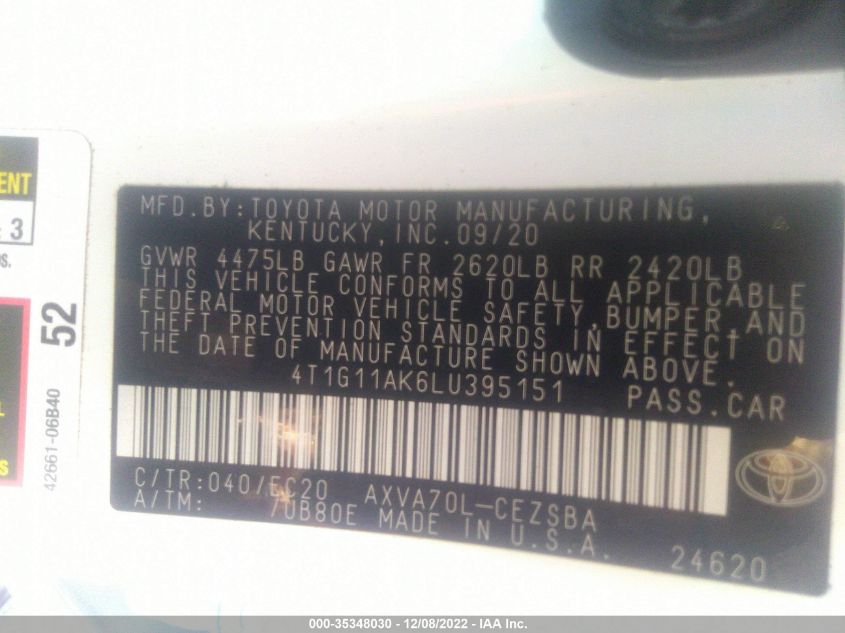 ENT
: 3
os.
L
S
42661-06B40
52
MFD.BY:TOYOTA MOTOR MANUFACTURING,
KENTUCKY,INC.09/20
GVWR 4475LB GAWR FR 2620LB RR 2420LB
THIS VEHICLE CONFORMS TO ALL APPLICABLE
FEDERAL MOTOR VEHICLE SAFETY,BUMPER,AND
THEFT PREVENTION STANDARDS IN EFFECT ON
THE DATE OF MANUFACTURE SHOWN ABOVE.
4T1G11AK6LU395151 PASS.CAR
C/TR:040/EC20 AXVA70L-CEZSBA
A/TM: 7UB80E MADE IN U.S.A.
24620
000-35348030 - 12/08/2022 - IAA Inc.